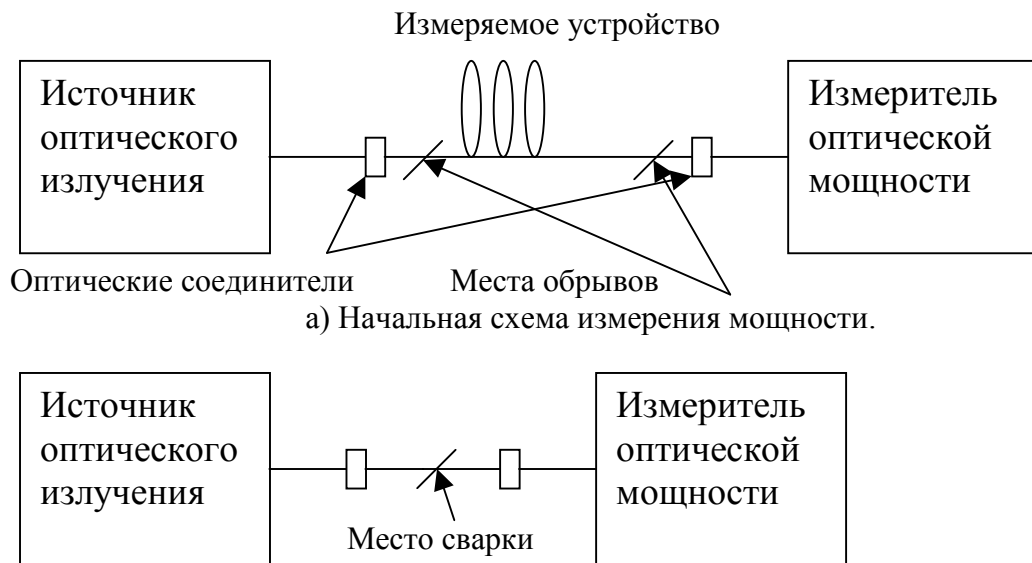 Измеряемое устройство
Источник
оптического
излучения
Измеритель
оптической
мощности
Оптические соединители
Места обрывов
а) Начальная схема измерения мощности.
Источник
оптического
излучения
Измеритель
оптической
мощности
Место сварки